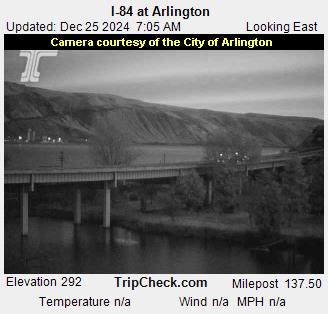 I-84 at Arlington
Updated: Dec 25 2024 7:05 AM Looking East
Camera courtesy of the City of Arlington
Elevation 292 TripCheck.com Milepost 137.50
Temperature n/a Wind n/a MPH n/a